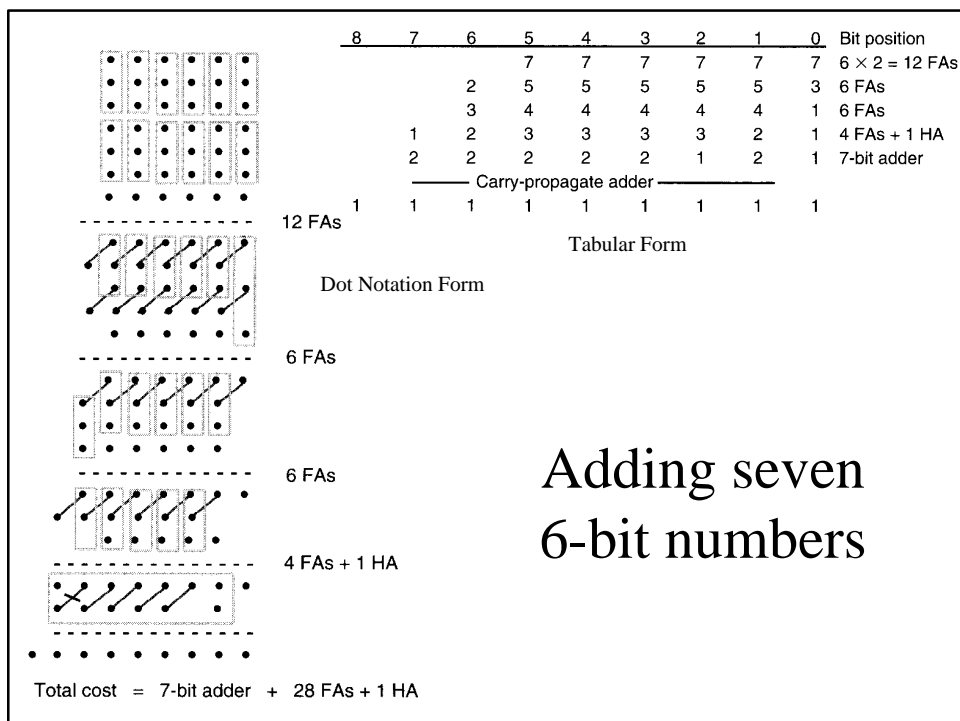 8 7 6 5 4 3 2 1 0 Bit position
7 7 7 7 7 7 6 × 2 = 12 FAs
2 5 5 5 5 5 3 6 FAs
3 4 4 4 4 4 1 6 FAs
1 2 3 3 3 3 2 1 4 FAs + 1 HA
2 2 2 2 2 1 2 1 7-bit adder
Carry-propagate adder
1 1 1 1 1 1 1 1 1
Tabular Form
12 FAs
Dot Notation Form
6 FAs
6 FAs
4 FAs + 1 HA
Adding seven
6-bit numbers
Total cost = 7-bit adder + 28 FAs + 1 HA